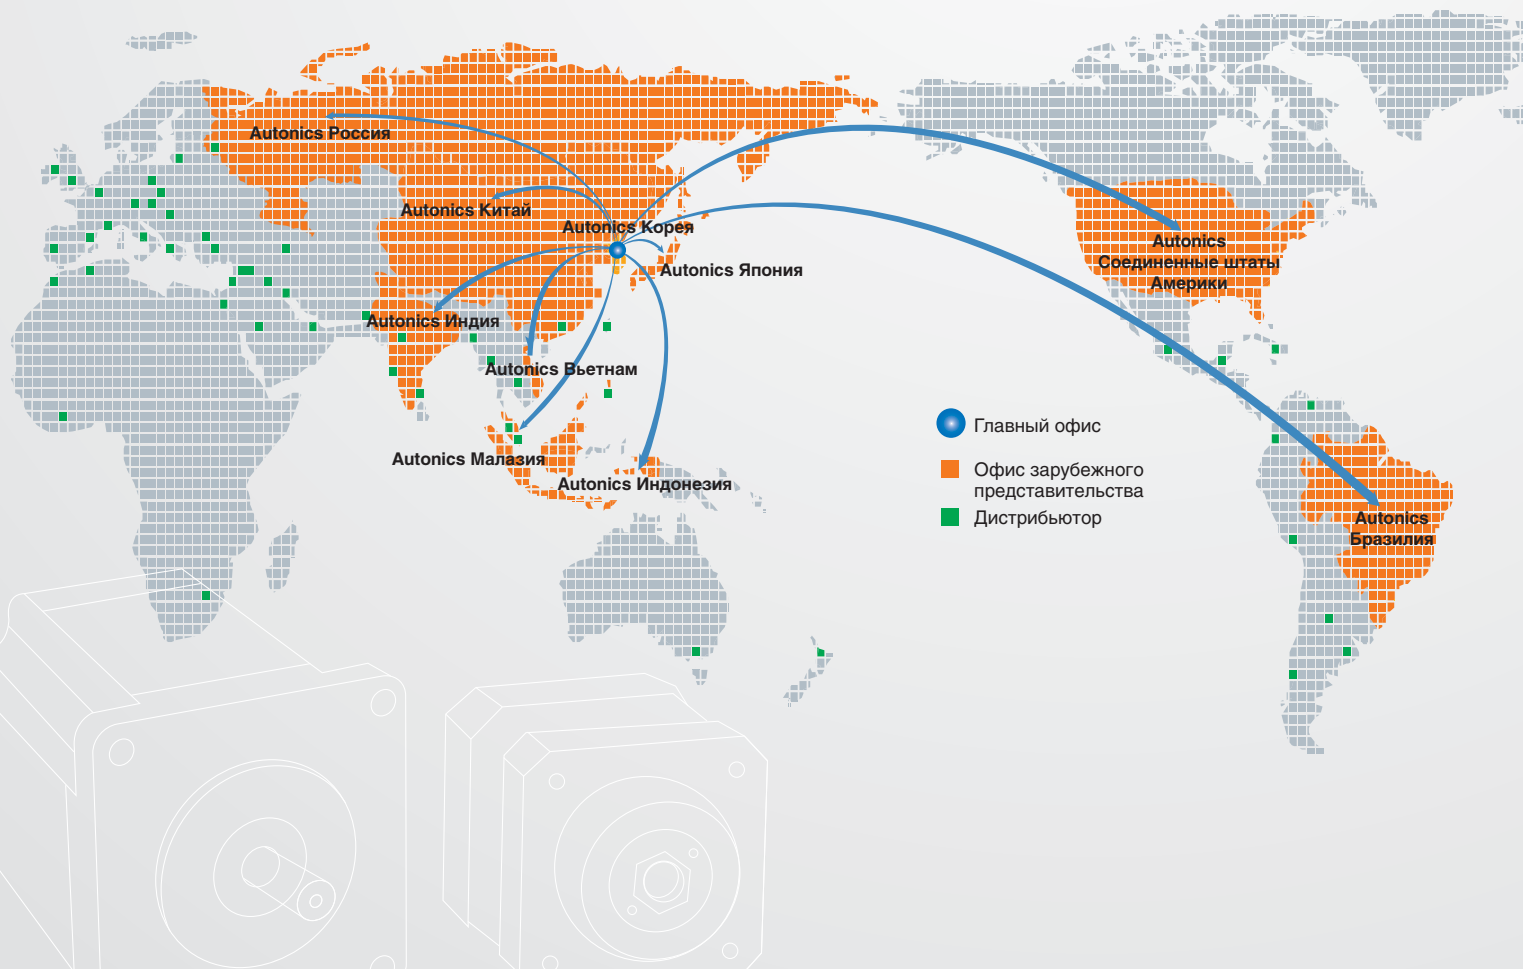 Autonics Россия
Autonics Китай
Autonics Корея
Autonics Япония
Autonics
Соединенные штаты
Америки
Autonics Индия
Autonics Вьетнам
Autonics Малазия
Autonics Индонезия
Главный офис
Офис зарубежного
представительства
Дистрибьютор
Autonics
Бразилия